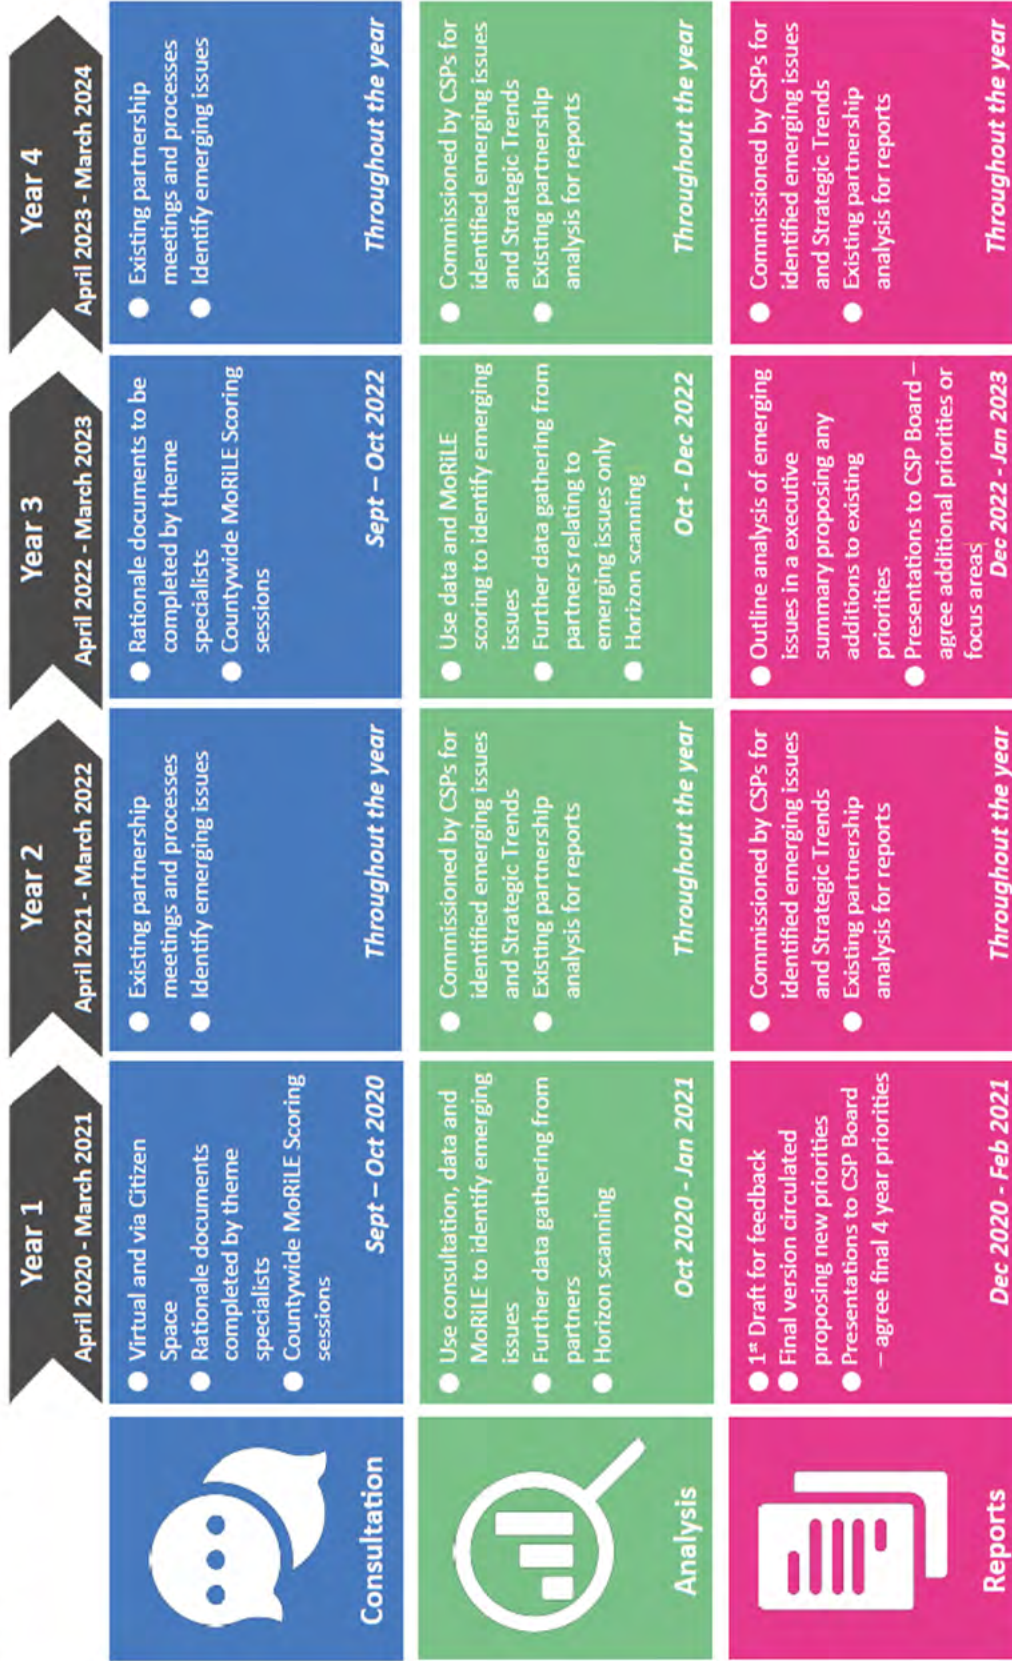 Year 1
April 2020 - March 2021
Year 2
April 2021 - March 2022
Year 3
April 2022 - March 2023
Year 4
April 2023 - March 2024
Consultation
● Virtual and via Citizen
Space
● Rationale documents
completed by theme
specialists
● Countywide MoRiLE Scoring
sessions
Sept – Oct 2020
● Existing partnership
meetings and processes
● Identify emerging issues
Throughout the year
● Rationale documents to be
completed by theme
specialists
● Countywide MoRiLE Scoring
sessions
Sept – Oct 2022
● Existing partnership
meetings and processes
● Identify emerging issues
Throughout the year
Analysis
● Use consultation, data and
MoRiLE to identify emerging
issues
● Further data gathering from
partners
● Horizon scanning
Oct 2020 - Jan 2021
● Commissioned by CSPs for
identified emerging issues
and Strategic Trends
● Existing partnership
analysis for reports
Throughout the year
● Use data and MoRiLE
scoring to identify emerging
issues
● Further data gathering from
partners relating to
emerging issues only
● Horizon scanning
Oct - Dec 2022
● Commissioned by CSPs for
identified emerging issues
and Strategic Trends
● Existing partnership
analysis for reports
Throughout the year
Reports
● 1st Draft for feedback
● Final version circulated
proposing new priorities
● Presentations to CSP Board
– agree final 4 year priorities
Dec 2020 - Feb 2021
● Commissioned by CSPs for
identified emerging issues
and Strategic Trends
● Existing partnership
analysis for reports
Throughout the year
● Outline analysis of emerging
issues in a executive
summary proposing any
additions to existing
priorities
● Presentations to CSP Board –
agree additional priorities or
focus areas
Dec 2022 - Jan 2023
● Commissioned by CSPs for
identified emerging issues
and Strategic Trends
● Existing partnership
analysis for reports
Throughout the year